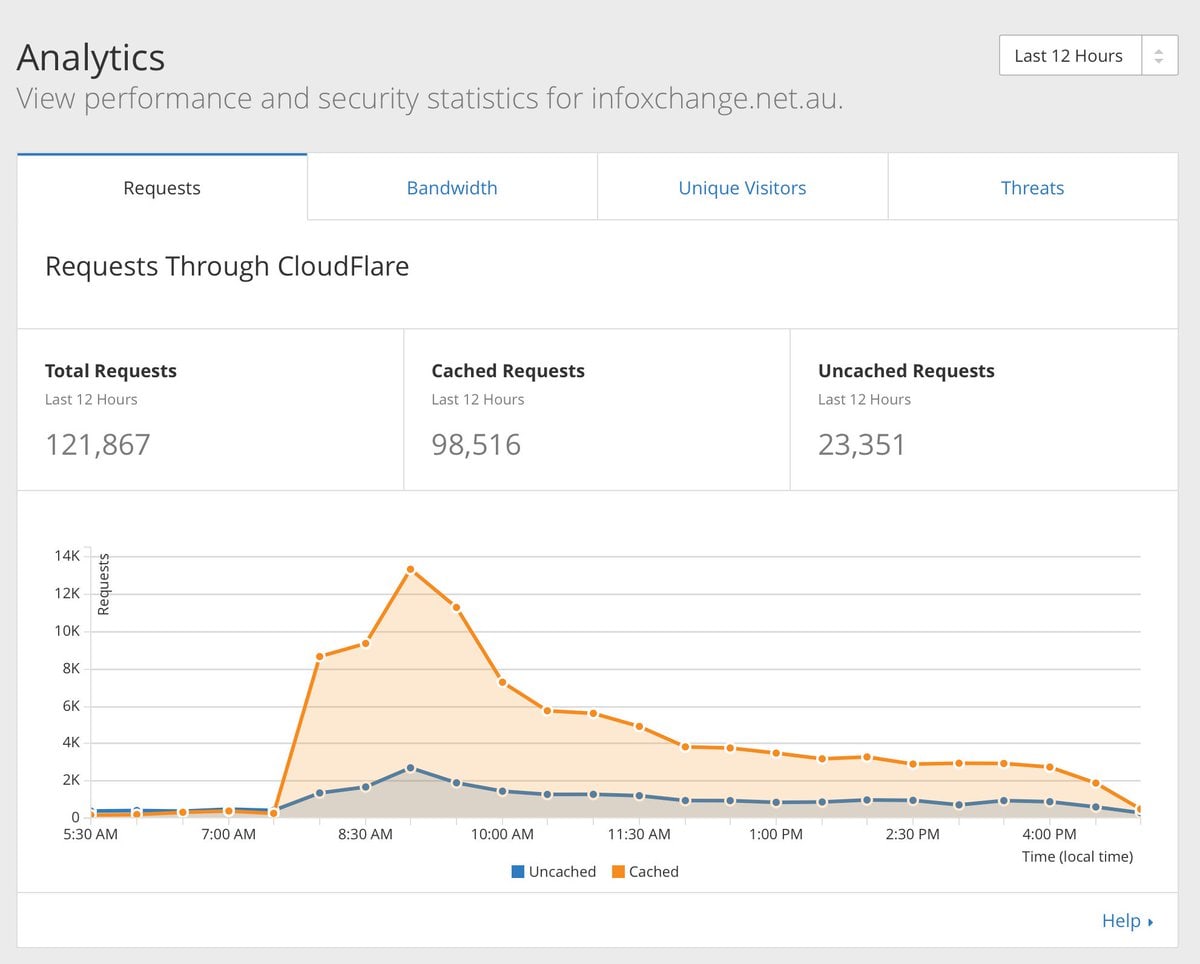 Analytics
Last 12 Hours
View performance and security statistics for infoxchange.net.au.
Requests
Bandwidth
Unique Visitors
Threats
Requests Through CloudFlare
Total Requests
Last 12 Hours
121,867
Cached Requests
Last 12 Hours
98,516
Uncached Requests
Last 12 Hours
23,351
Requests
14K
12K
10K
8K
6K
4K
2K
0
5:30 AM
7:00 AM
8:30 AM
10:00 AM
11:30 AM
1:00 PM
2:30 PM
4:00 PM
Time (local time)
Uncached
Cached
Help